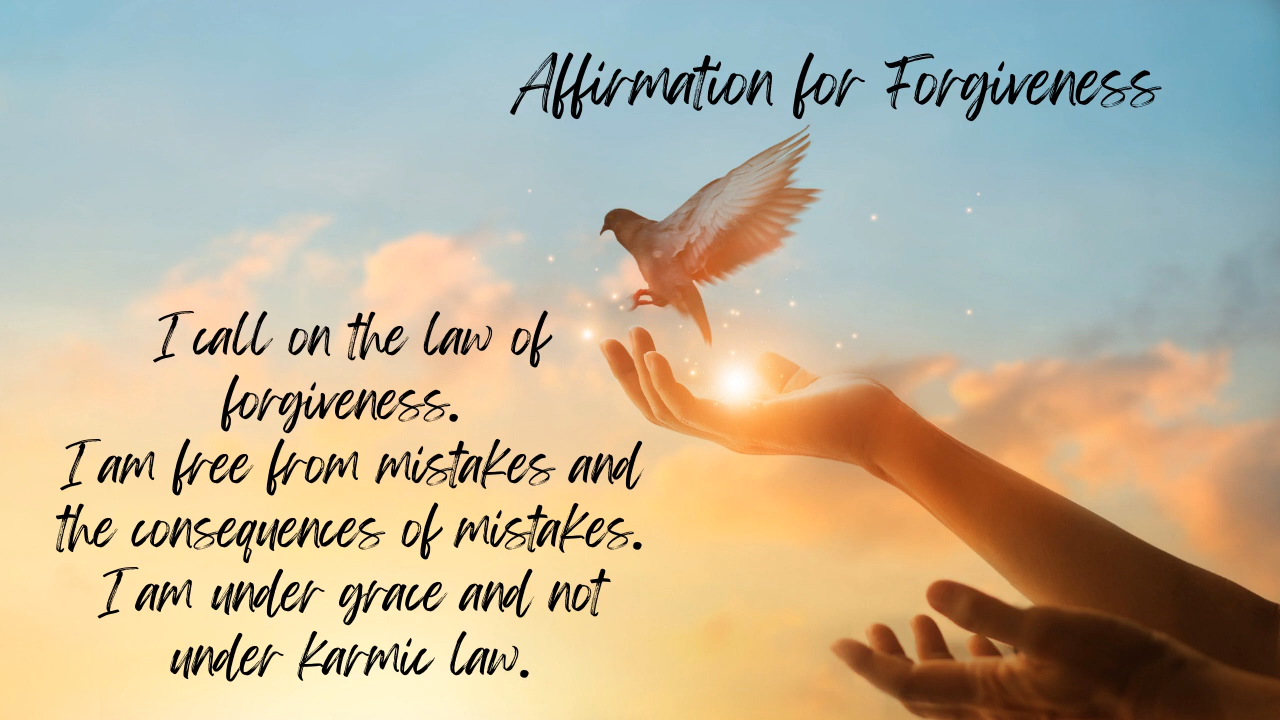 Affirmation for Forgiveness
I call on the law of
forgiveness.
I am free from mistakes and
the consequences of mistakes.
I am under grace and not
under karmic law.